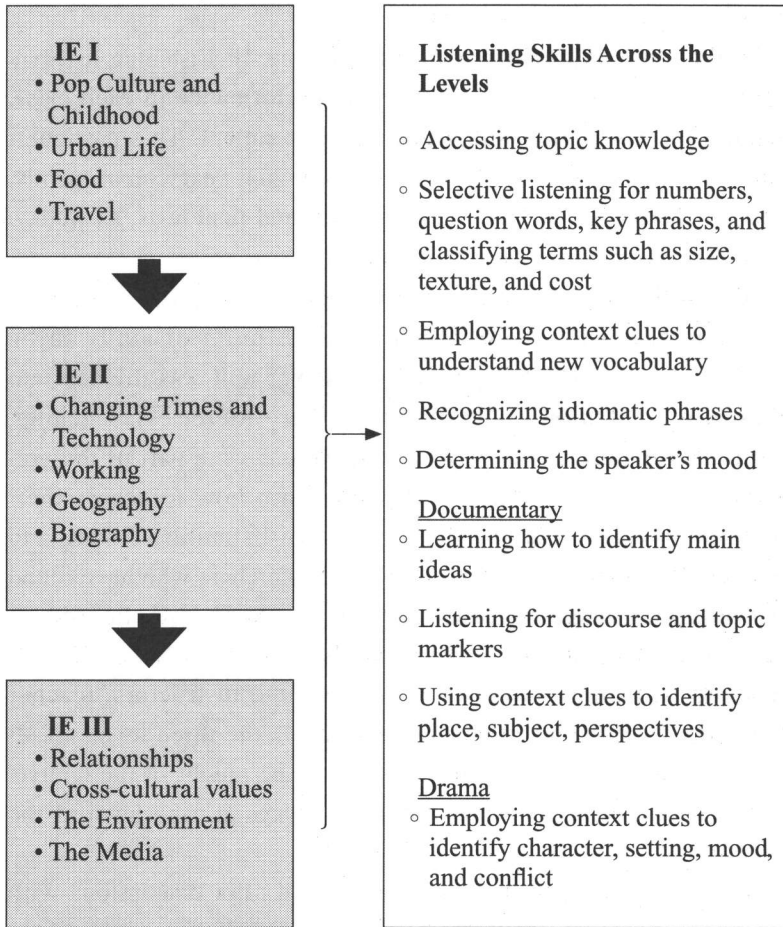 IE I
• Pop Culture and
Childhood
• Urban Life
• Food
• Travel
IE II
• Changing Times and
Technology
• Working
• Geography
• Biography
IE III
• Relationships
• Cross-cultural values
• The Environment
• The Media
Listening Skills Across the
Levels
○ Accessing topic knowledge
○ Selective listening for numbers,
question words, key phrases, and
classifying terms such as size,
texture, and cost
○ Employing context clues to
understand new vocabulary
○ Recognizing idiomatic phrases
○ Determining the speaker's mood
Documentary
○ Learning how to identify main
ideas
○ Listening for discourse and topic
markers
○ Using context clues to identify
place, subject, perspectives
Drama
○ Employing context clues to
identify character, setting, mood,
and conflict